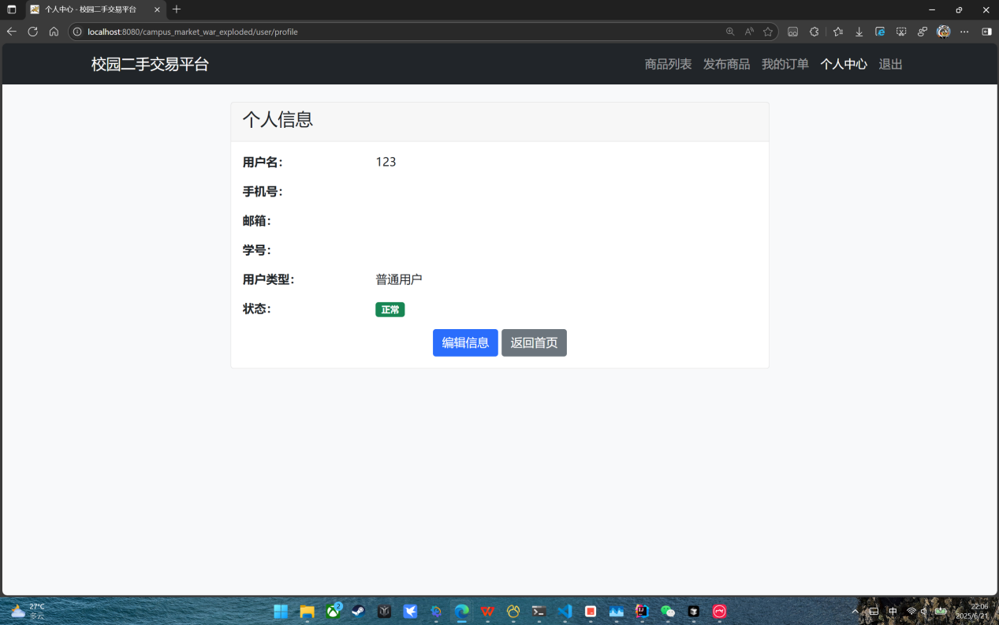 个人中心 - 校园二手交易平台
localhost:8080/campus_market_war_exploded/user/profile
校园二手交易平台
商品列表 发布商品 我的订单 个人中心 退出
个人信息
用户名： 123
手机号：
邮箱：
学号：
用户类型： 普通用户
状态： 正常
编辑信息 返回首页
27°C
多云
2
中
22:06
2025/6/21